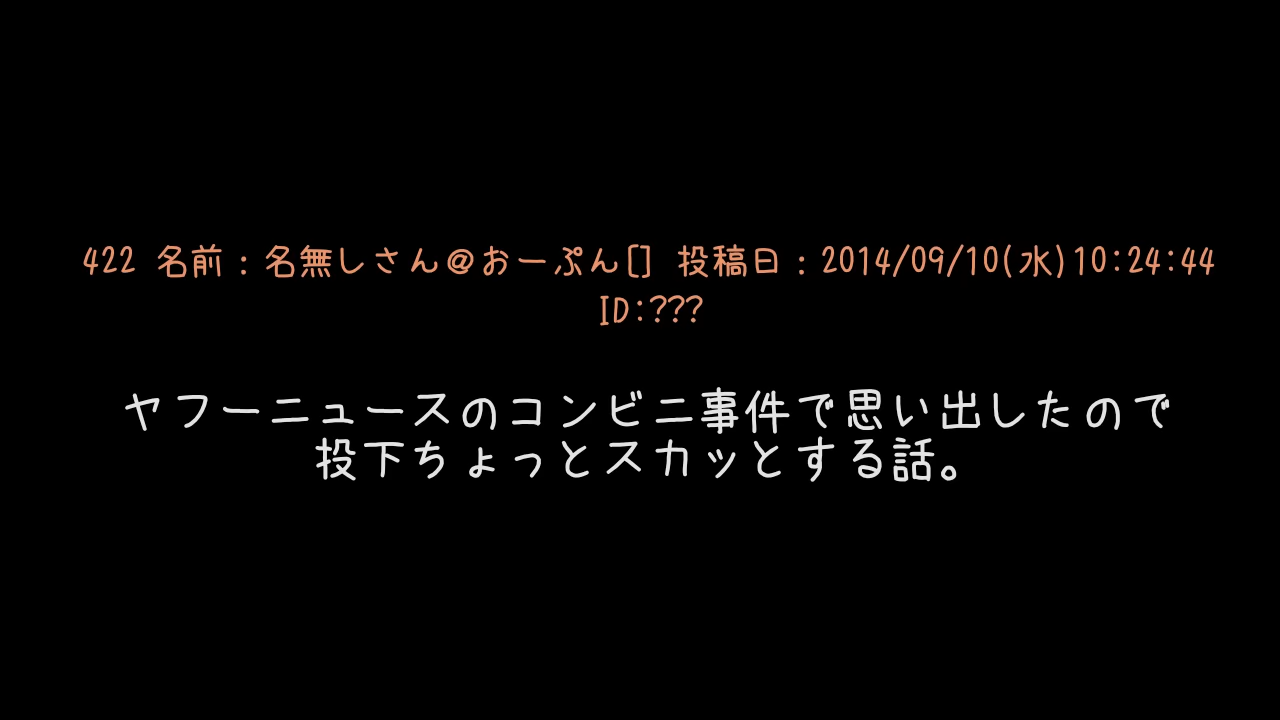 422 名前:名無しさん@おーぷん[] 投稿日:2014/09/10(水)10:24:44
ID:???
ヤフーニュースのコンビニ事件で思い出したので
投下ちょっとスカッとする話。